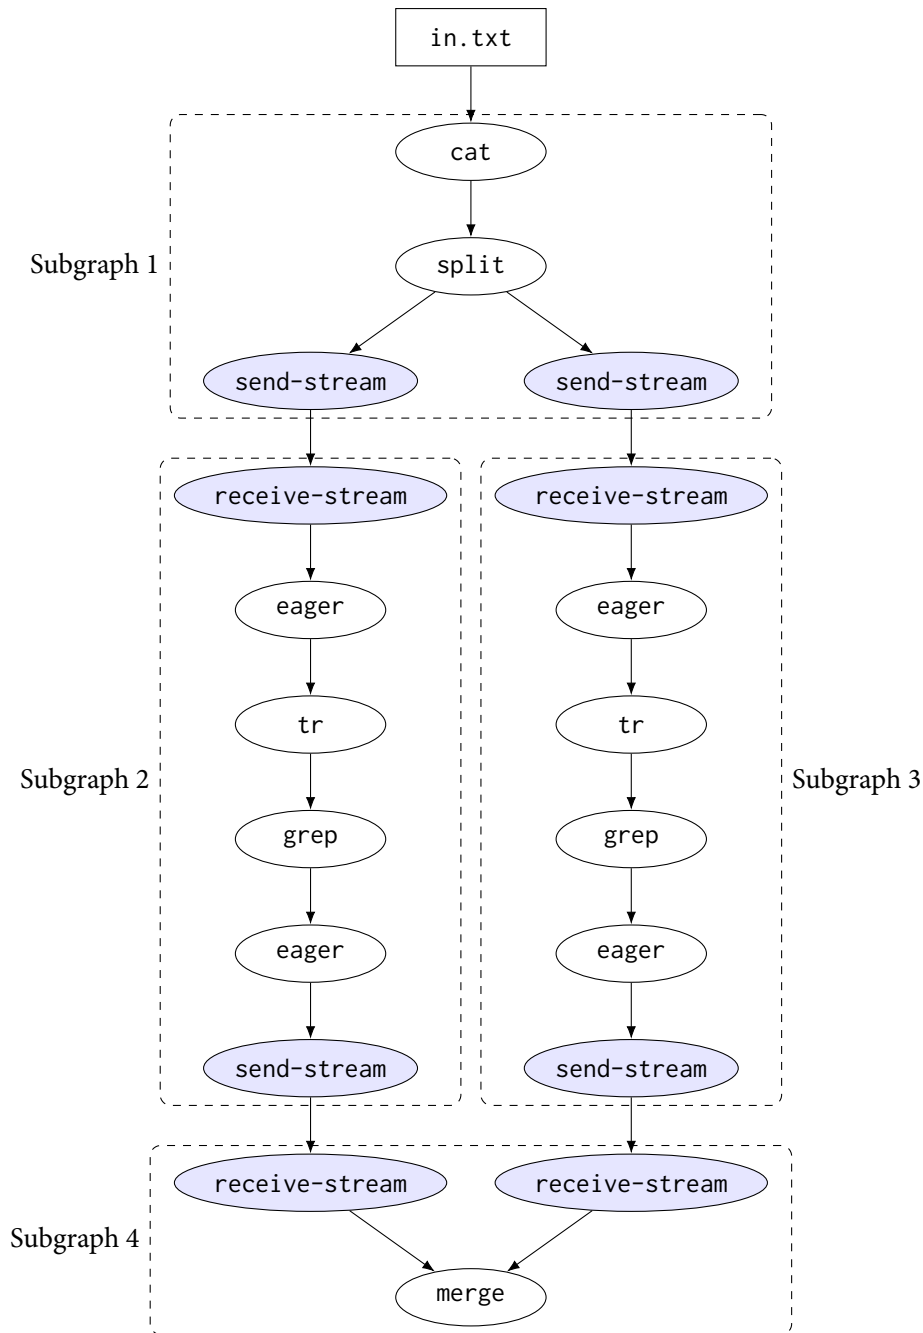 in.txt
cat
Subgraph 1
split
send-stream send-stream
receive-stream receive-stream
eager eager
tr tr
Subgraph 2 Subgraph 3
grep grep
eager eager
send-stream send-stream
receive-stream receive-stream
Subgraph 4
merge